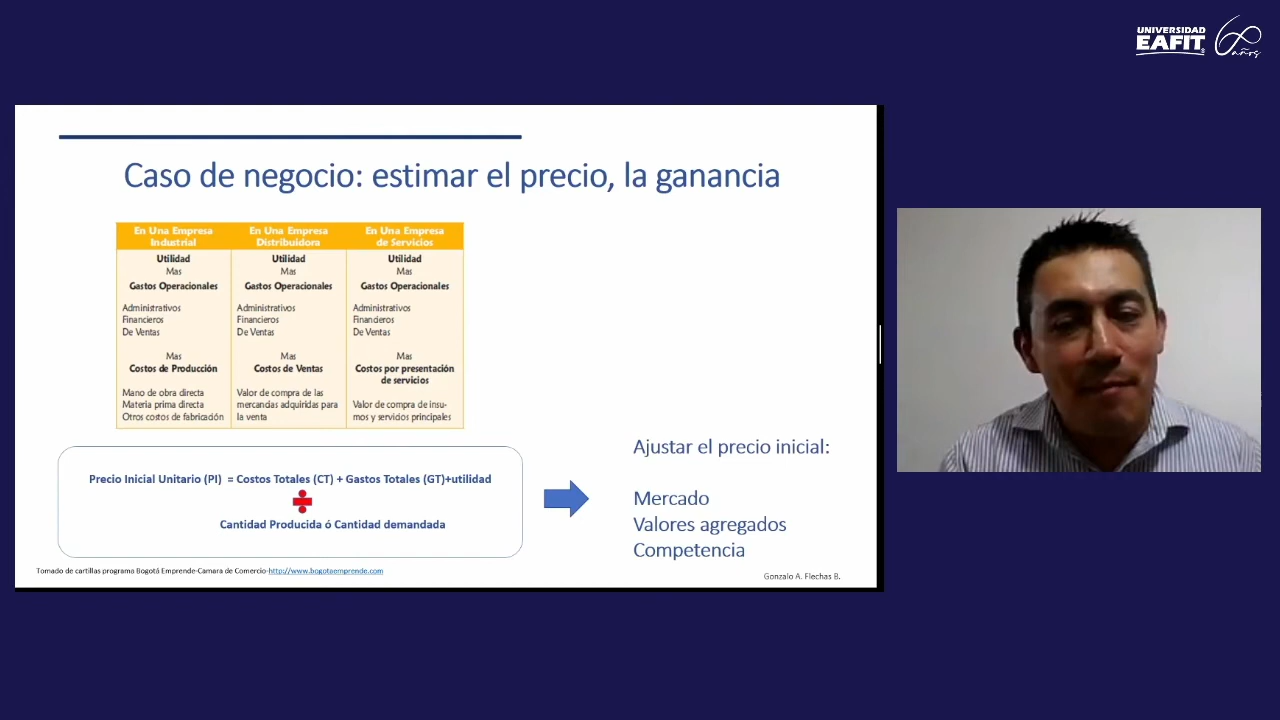 UNIVERSIDAD
EAFIT
60 años
Caso de negocio: estimar el precio, la ganancia
En Una Empresa
Industrial
Utilidad
Mas
Gastos Operacionales
Administrativos
Financieros
De Ventas
Mas
Costos de Producción
Mano de obra directa
Materia prima directa
Otros costos de fabricación
En Una Empresa
Distribuidora
Utilidad
Mas
Gastos Operacionales
Administrativos
Financieros
De Ventas
Mas
Costos de Ventas
Valor de compra de las
mercancías adquiridas para
la venta
En Una Empresa
de Servicios
Utilidad
Mas
Gastos Operacionales
Administrativos
Financieros
De Ventas
Mas
Costos por presentación
de servicios
Valor de compra de insu-
mos y servicios principales
Precio Inicial Unitario (PI) = Costos Totales (CT) + Gastos Totales (GT)+utilidad
Cantidad Producida ó Cantidad demandada
Ajustar el precio inicial:
Mercado
Valores agregados
Competencia
Tomado de cartillas programa Bogotá Emprende-Camara de Comercio-http://www.bogotaemprende.com
Gonzalo A. Flechas B.